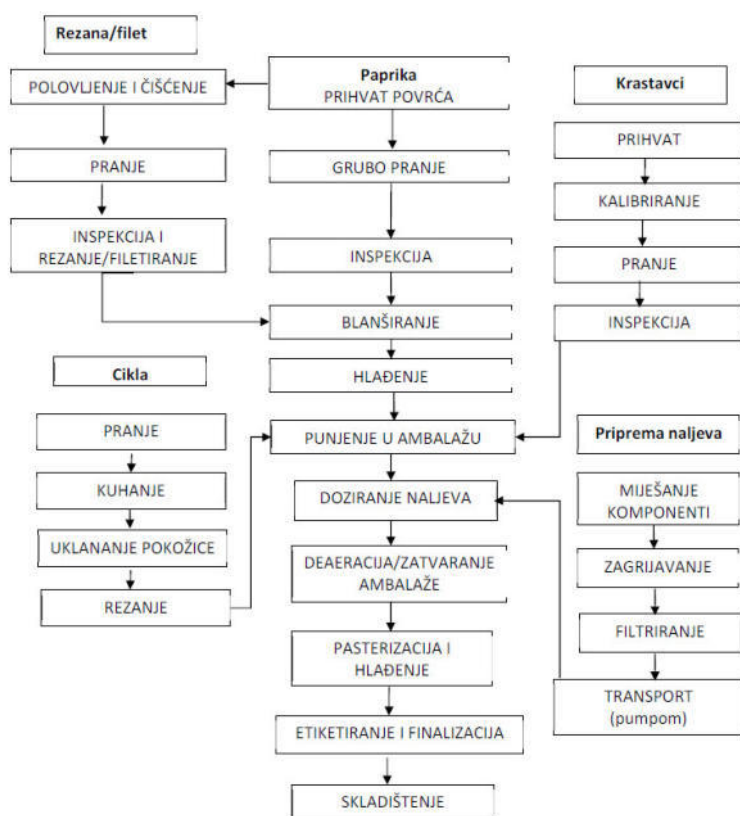 Rezana/filet
POLOVLJENJE I ČIŠĆENJE
PRANJE
INSPEKCIJA I
REZANJE/FILETIRANJE
Paprika
PRIHVAT POVRĆA
GRUBO PRANJE
INSPEKCIJA
BLANŠIRANJE
HLAĐENJE
PUNJENJE U AMBALAŽU
DOZIRANJE NALJEVA
DEAERACIJA/ZATVARANJE
AMBALAŽE
PASTERIZACIJA I
HLAĐENJE
ETIKETIRANJE I FINALIZACIJA
SKLADIŠTENJE
Krastavci
PRIHVAT
KALIBRIRANJE
PRANJE
INSPEKCIJA
Cikla
PRANJE
KUHANJE
UKLANANJE POKOŽICE
REZANJE
Priprema naljeva
MIJEŠANJE
KOMPONENTI
ZAGRIJAVANJE
FILTRIRANJE
TRANSPORT
(pumpom)